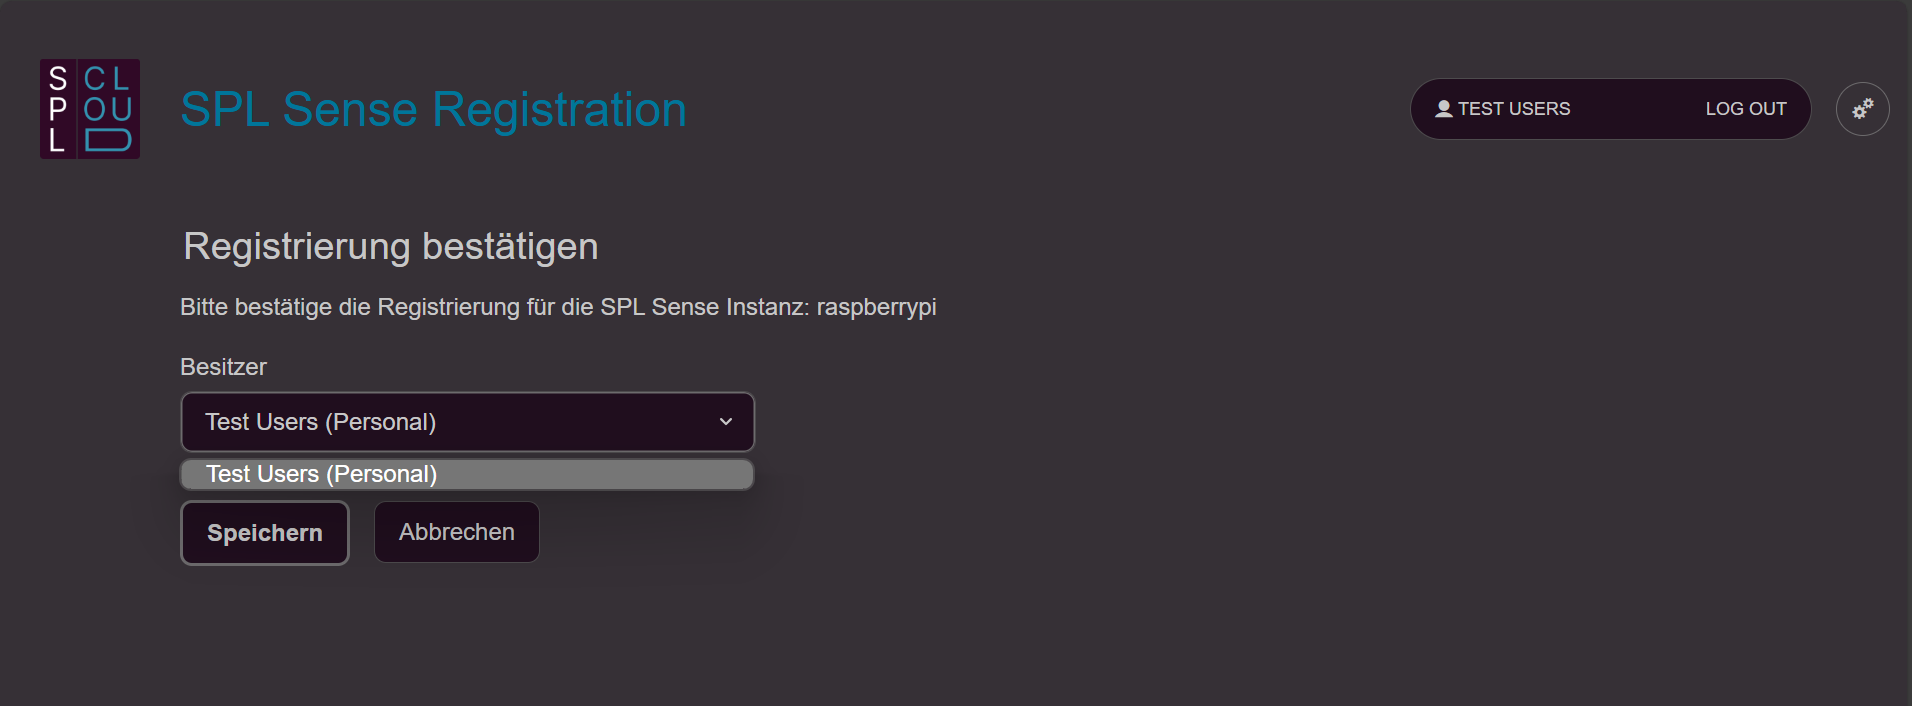 S CL
P OU
L D
SPL Sense Registration
TEST USERS
LOG OUT
Registrierung bestätigen
Bitte bestätige die Registrierung für die SPL Sense Instanz: raspberrypi
Besitzer
Test Users (Personal)
Test Users (Personal)
Speichern
Abbrechen